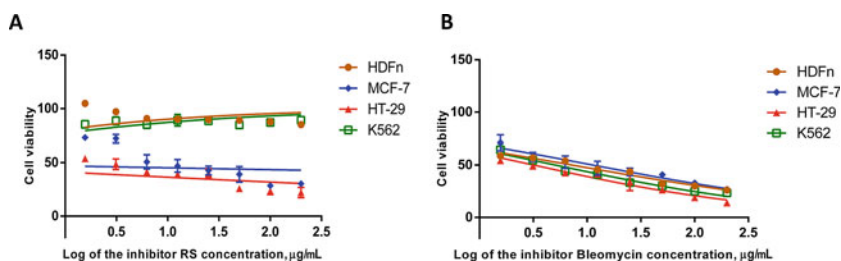 A
B
150
100
50
0
Cell viability
0.0
0.5
1.0
1.5
2.0
2.5
Log of the inhibitor RS concentration, µg/mL
HDFn
MCF-7
HT-29
K562
150
100
50
0
Cell viability
0.0
0.5
1.0
1.5
2.0
2.5
Log of the inhibitor Bleomycin concentration, µg/mL
HDFn
MCF-7
HT-29
K562